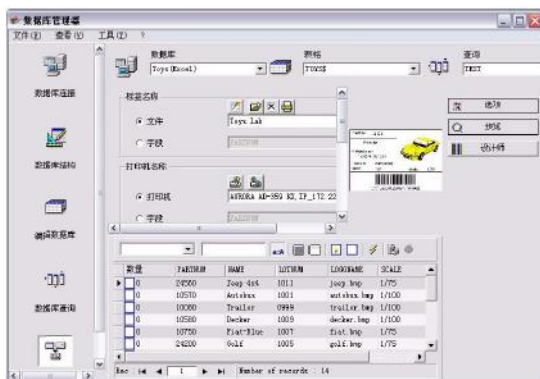 数据库管理器
文件(F) 查看(V) 工具(T) ?
数据库 表格 查询
Toys(Excel) TOYS$ TEST
数据库连接
标签名称
文件
Toys lab
字段
PARTNUM
选项
预览
设计师
数据库结构
打印机名称
打印机
字段
编辑数据库
数据库查询
数量 PARTNUM NAME LOTNUM LOGONAME SCALE
0 24560 Jeep 4x4 1011 jeep.bmp 1/75
0 10570 Autobus 1001 autobus.bmp 1/100
0 10080 Trailer 0999 trailer.bmp 1/100
0 10580 Decker 1009 decker.bmp 1/100
0 10750 Fiat-Blue 1007 fiat.bmp 1/75
0 24200 Golf 1005 golf.bmp 1/75
Rec 1 Number of records : 14